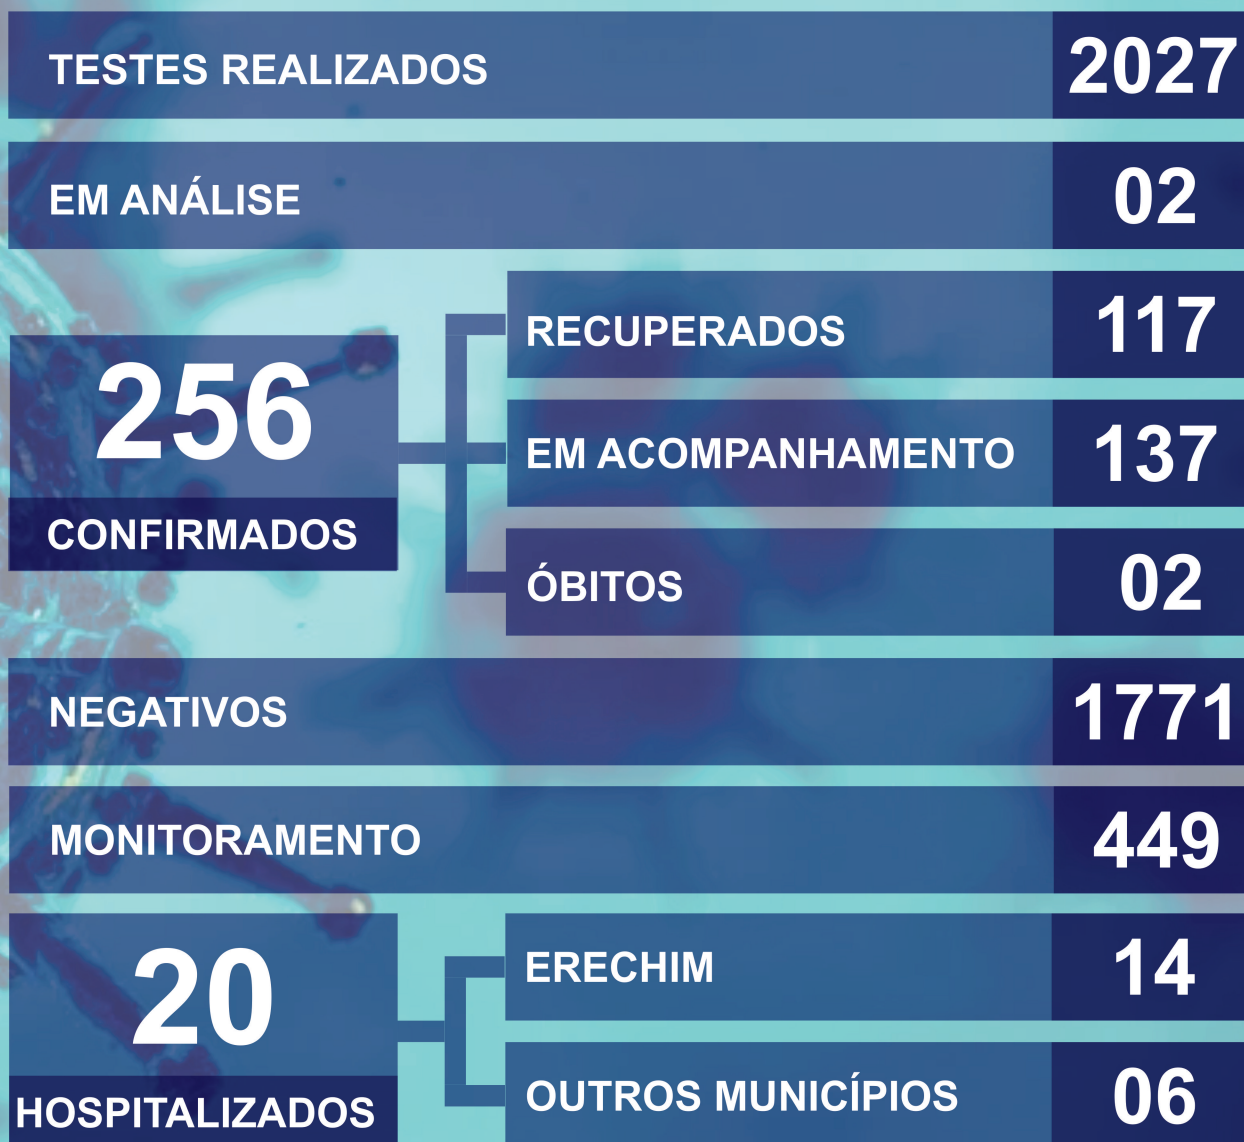 TESTES REALIZADOS 2027
EM ANÁLISE 02
256
CONFIRMADOS
RECUPERADOS 117
EM ACOMPANHAMENTO 137
ÓBITOS 02
NEGATIVOS 1771
MONITORAMENTO 449
20
HOSPITALIZADOS
ERECHIM 14
OUTROS MUNICÍPIOS 06